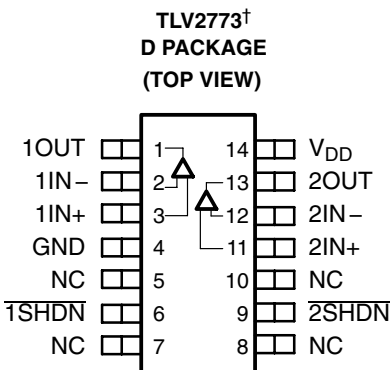 TLV2773†
D PACKAGE
(TOP VIEW)
1OUT 1 14 VDD
1IN− 2 13 2OUT
1IN+ 3 12 2IN−
GND 4 11 2IN+
NC 5 10 NC
1SHDN 6 9 2SHDN
NC 7 8 NC